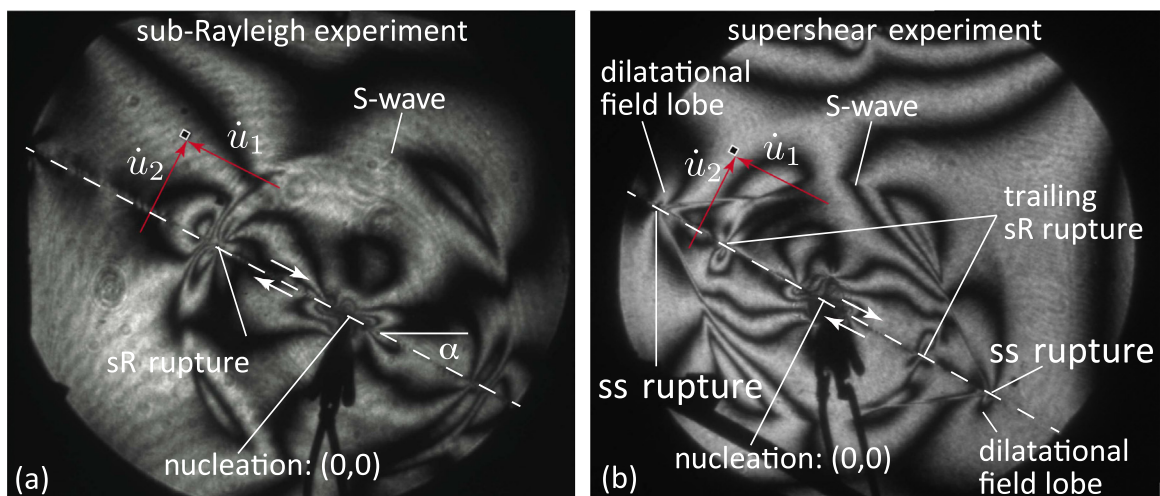 sub-Rayleigh experiment
S-wave
u̇₁
u̇₂
sR rupture
α
nucleation: (0,0)
(a)
supershear experiment
dilatational
field lobe
S-wave
u̇₁
u̇₂
trailing
sR rupture
ss rupture
ss rupture
nucleation: (0,0)
dilatational
field lobe
(b)